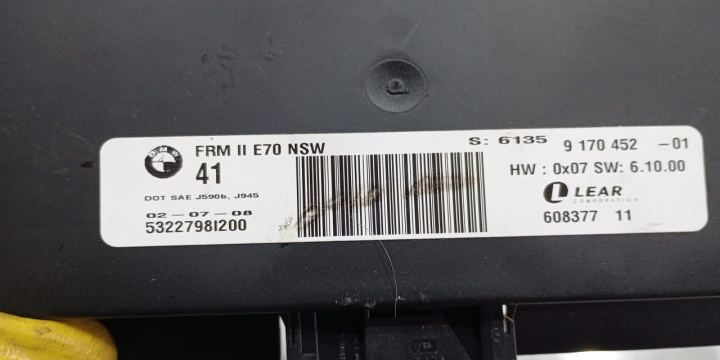 BMW
FRM II E70 NSW
S: 6135 9 170 452 -01
41
HW : 0x07 SW: 6.10.00
DOT SAE J590b, J945
LEAR
CORPORATION
02-07-08
5322798I200
608377 11